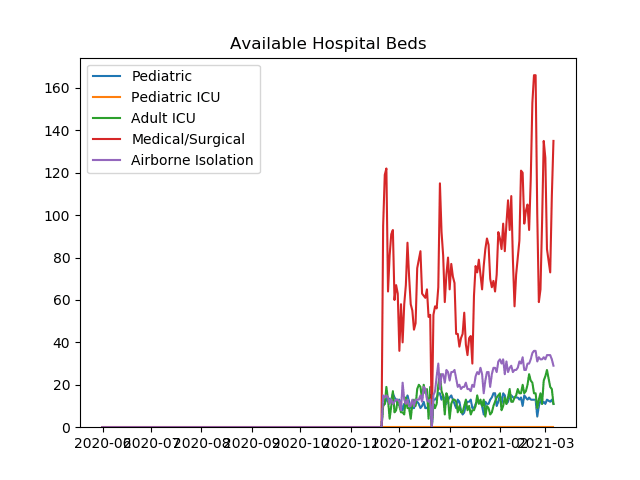 Available Hospital Beds
Pediatric
Pediatric ICU
Adult ICU
Medical/Surgical
Airborne Isolation
160
140
120
100
80
60
40
20
0
2020-06 2020-07 2020-08 2020-09 2020-10 2020-11 2020-12 2021-01 2021-02 2021-03